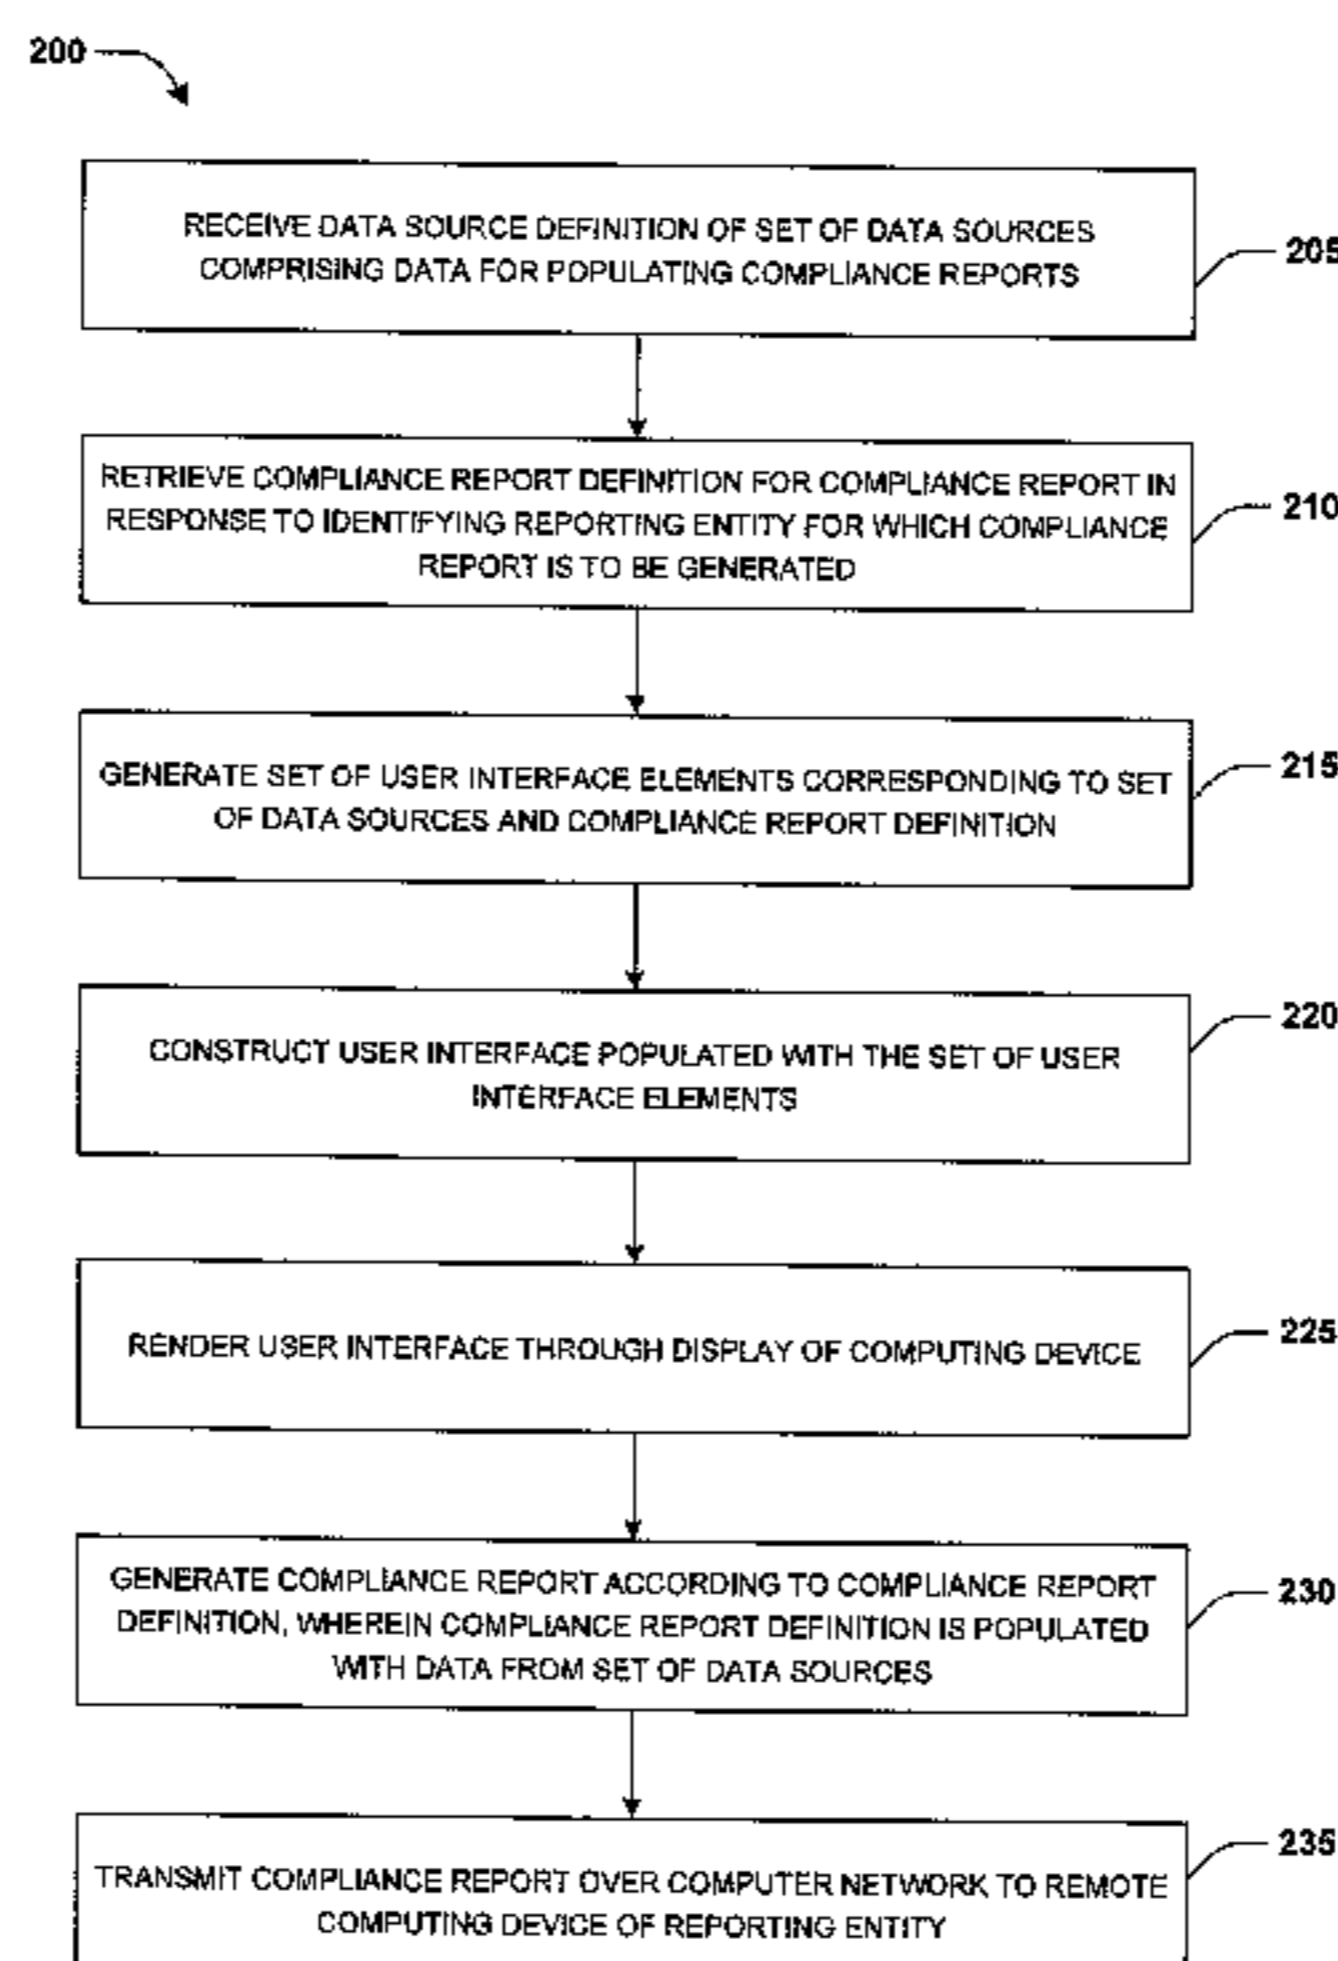 200
RECEIVE DATA SOURCE DEFINITION OF SET OF DATA SOURCES
COMPRISING DATA FOR POPULATING COMPLIANCE REPORTS
205
RETRIEVE COMPLIANCE REPORT DEFINITION FOR COMPLIANCE REPORT IN
RESPONSE TO IDENTIFYING REPORTING ENTITY FOR WHICH COMPLIANCE
REPORT IS TO BE GENERATED
210
GENERATE SET OF USER INTERFACE ELEMENTS CORRESPONDING TO SET
OF DATA SOURCES AND COMPLIANCE REPORT DEFINITION
215
CONSTRUCT USER INTERFACE POPULATED WITH THE SET OF USER
INTERFACE ELEMENTS
220
RENDER USER INTERFACE THROUGH DISPLAY OF COMPUTING DEVICE
225
GENERATE COMPLIANCE REPORT ACCORDING TO COMPLIANCE REPORT
DEFINITION, WHEREIN COMPLIANCE REPORT DEFINITION IS POPULATED
WITH DATA FROM SET OF DATA SOURCES
230
TRANSMIT COMPLIANCE REPORT OVER COMPUTER NETWORK TO REMOTE
COMPUTING DEVICE OF REPORTING ENTITY
235